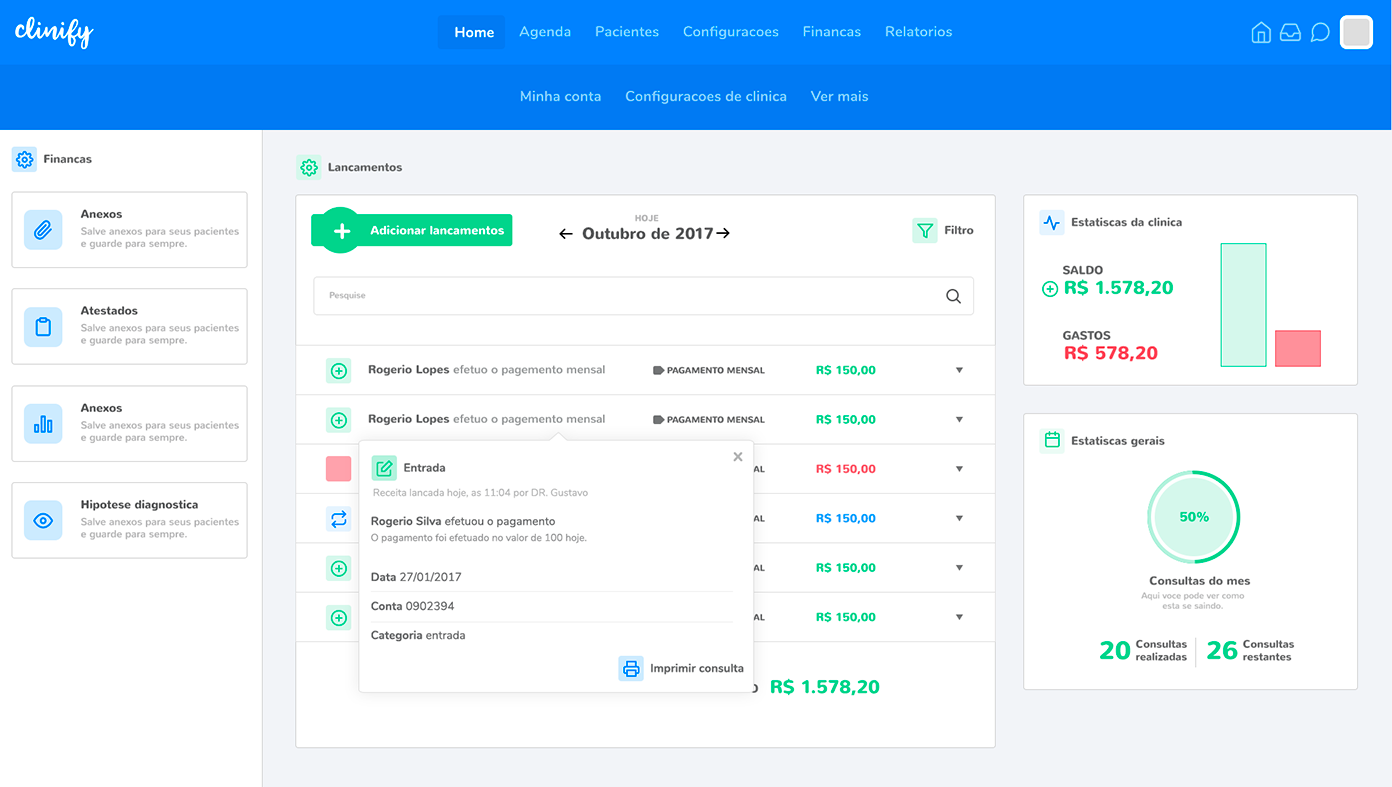 clinify
Home Agenda Pacientes Configuracoes Financas Relatorios
Minha conta Configuracoes de clinica Ver mais
Financas
Anexos
Salve anexos para seus pacientes
e guarde para sempre.
Atestados
Salve anexos para seus pacientes
e guarde para sempre.
Anexos
Salve anexos para seus pacientes
e guarde para sempre.
Hipotese diagnostica
Salve anexos para seus pacientes
e guarde para sempre.
Lancamentos
Adicionar lancamentos
HOJE
Outubro de 2017
Filtro
Pesquise
Rogerio Lopes efetuo o pagemento mensal PAGAMENTO MENSAL R$ 150,00
Rogerio Lopes efetuo o pagemento mensal PAGAMENTO MENSAL R$ 150,00
AL R$ 150,00
AL R$ 150,00
AL R$ 150,00
AL R$ 150,00
Entrada
Receita lancada hoje, as 11:04 por DR. Gustavo
Rogerio Silva efetuou o pagamento
O pagamento foi efetuado no valor de 100 hoje.
Data 27/01/2017
Conta 0902394
Categoria entrada
Imprimir consulta
O R$ 1.578,20
Estatiscas da clinica
SALDO
R$ 1.578,20
GASTOS
R$ 578,20
Estatiscas gerais
50%
Consultas do mes
Aqui voce pode ver como
esta se saindo.
20 Consultas realizadas
26 Consultas restantes